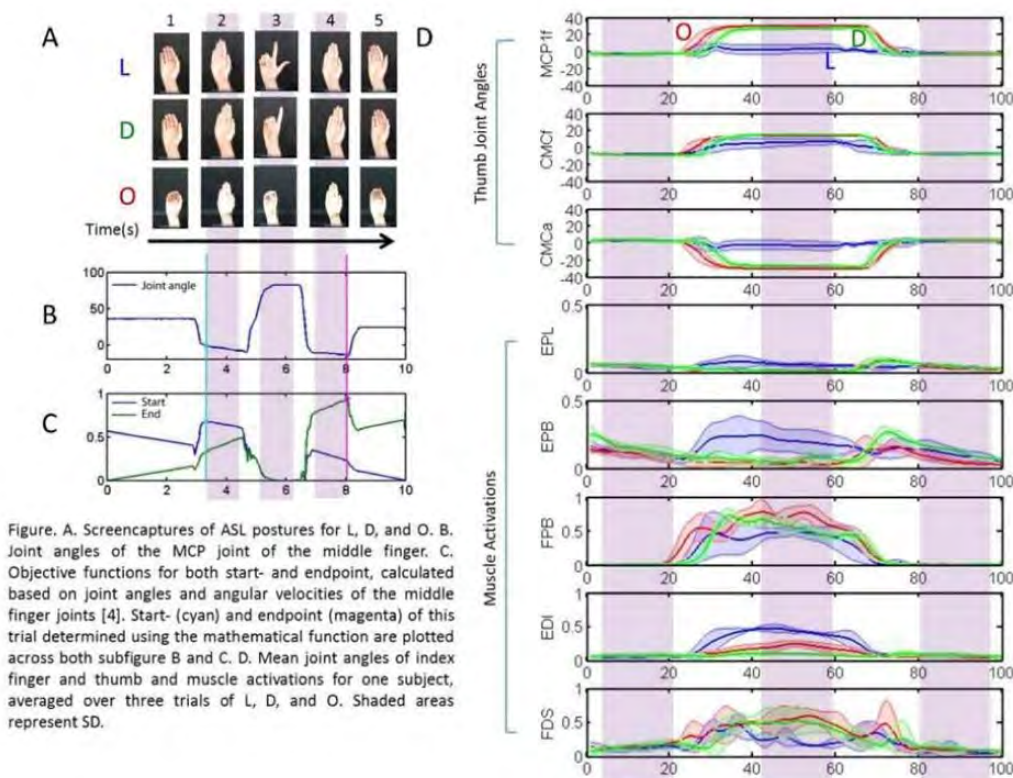 A
1 2 3 4 5
L
D
O
Time(s)
B
100
50
0
Joint angle
0 2 4 6 8 10
C
1
0.5
0
Start
End
0 2 4 6 8 10
Figure. A. Screencaptures of ASL postures for L, D, and O. B.
Joint angles of the MCP joint of the middle finger. C.
Objective functions for both start- and endpoint, calculated
based on joint angles and angular velocities of the middle
finger joints [4]. Start- (cyan) and endpoint (magenta) of this
trial determined using the mathematical function are plotted
across both subfigure B and C. D. Mean joint angles of index
finger and thumb and muscle activations for one subject,
averaged over three trials of L, D, and O. Shaded areas
represent SD.
D
Thumb Joint Angles
MCP1f
40
20
0
-20
-40
O
D
L
0 20 40 60 80 100
CMCf
40
20
0
-20
-40
0 20 40 60 80 100
CMCa
40
20
0
-20
-40
0 20 40 60 80 100
Muscle Activations
EPL
0.5
0
0 20 40 60 80 100
EPB
0.5
0
0 20 40 60 80 100
FPB
1
0.5
0
0 20 40 60 80 100
EDI
1
0.5
0
0 20 40 60 80 100
FDS
1
0.5
0
0 20 40 60 80 100